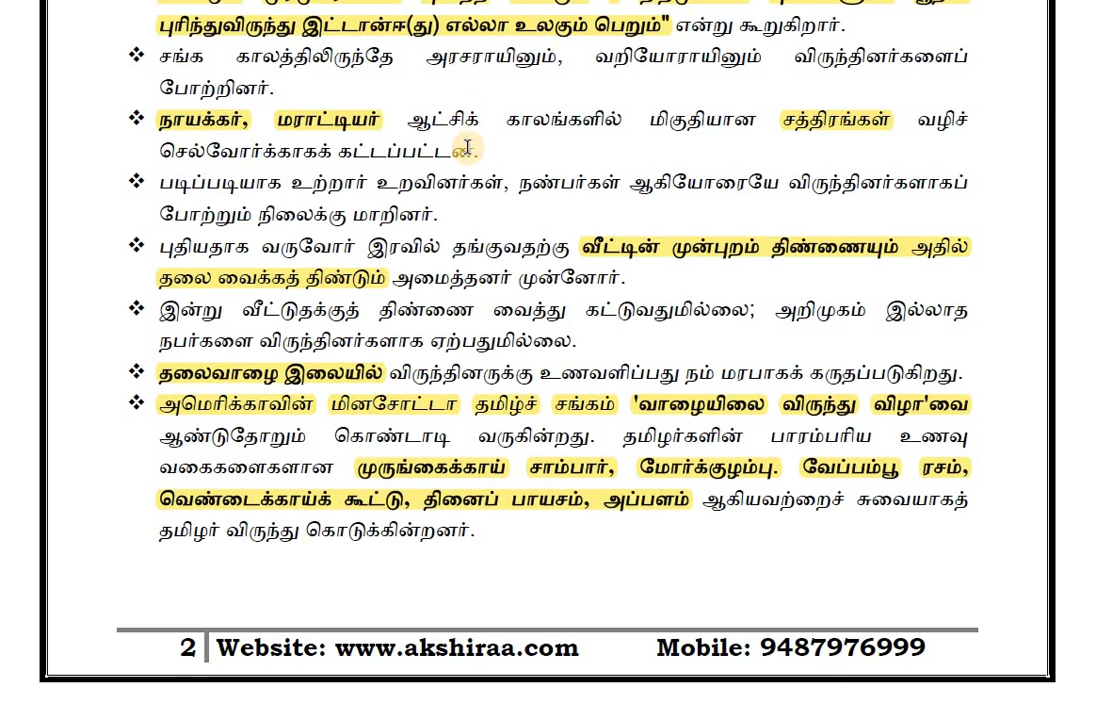 புரிந்துவிருந்து இட்டான்ஈ(து) எல்லா உலகும் பெறும்" என்று கூறுகிறார்.
❖ சங்க காலத்திலிருந்தே அரசராயினும், வறியோராயினும் விருந்தினர்களைப்
போற்றினர்.
❖ நாயக்கர், மராட்டியர் ஆட்சிக் காலங்களில் மிகுதியான சத்திரங்கள் வழிச்
செல்வோர்க்காகக் கட்டப்பட்டன.
❖ படிப்படியாக உற்றார் உறவினர்கள், நண்பர்கள் ஆகியோரையே விருந்தினர்களாகப்
போற்றும் நிலைக்கு மாறினர்.
❖ புதியதாக வருவோர் இரவில் தங்குவதற்கு வீட்டின் முன்புறம் திண்ணையும் அதில்
தலை வைக்கத் திண்டும் அமைத்தனர் முன்னோர்.
❖ இன்று வீட்டுதக்குத் திண்ணை வைத்து கட்டுவதுமில்லை; அறிமுகம் இல்லாத
நபர்களை விருந்தினர்களாக ஏற்பதுமில்லை.
❖ தலைவாழை இலையில் விருந்தினருக்கு உணவளிப்பது நம் மரபாகக் கருதப்படுகிறது.
❖ அமெரிக்காவின் மினசோட்டா தமிழ்ச் சங்கம் 'வாழையிலை விருந்து விழா'வை
ஆண்டுதோறும் கொண்டாடி வருகின்றது. தமிழர்களின் பாரம்பரிய உணவு
வகைகளைகளான முருங்கைக்காய் சாம்பார், மோர்க்குழம்பு. வேப்பம்பூ ரசம்,
வெண்டைக்காய்க் கூட்டு, தினைப் பாயசம், அப்பளம் ஆகியவற்றைச் சுவையாகத்
தமிழர் விருந்து கொடுக்கின்றனர்.
2 Website: www.akshiraa.com Mobile: 9487976999